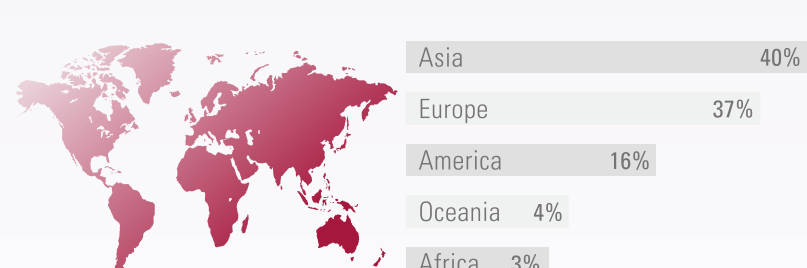 Asia 40%
Europe 37%
America 16%
Oceania 4%
Africa 3%